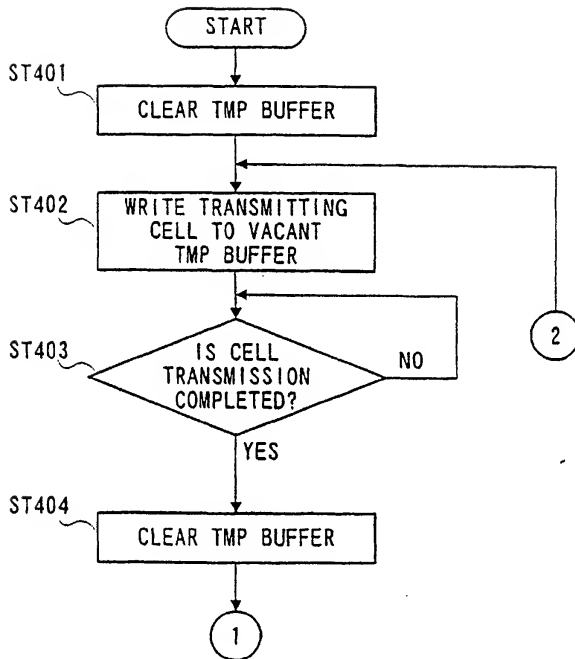 START
ST401
CLEAR TMP BUFFER
ST402
WRITE TRANSMITTING
CELL TO VACANT
TMP BUFFER
2
ST403
IS CELL
TRANSMISSION
COMPLETED?
NO
YES
ST404
CLEAR TMP BUFFER
1